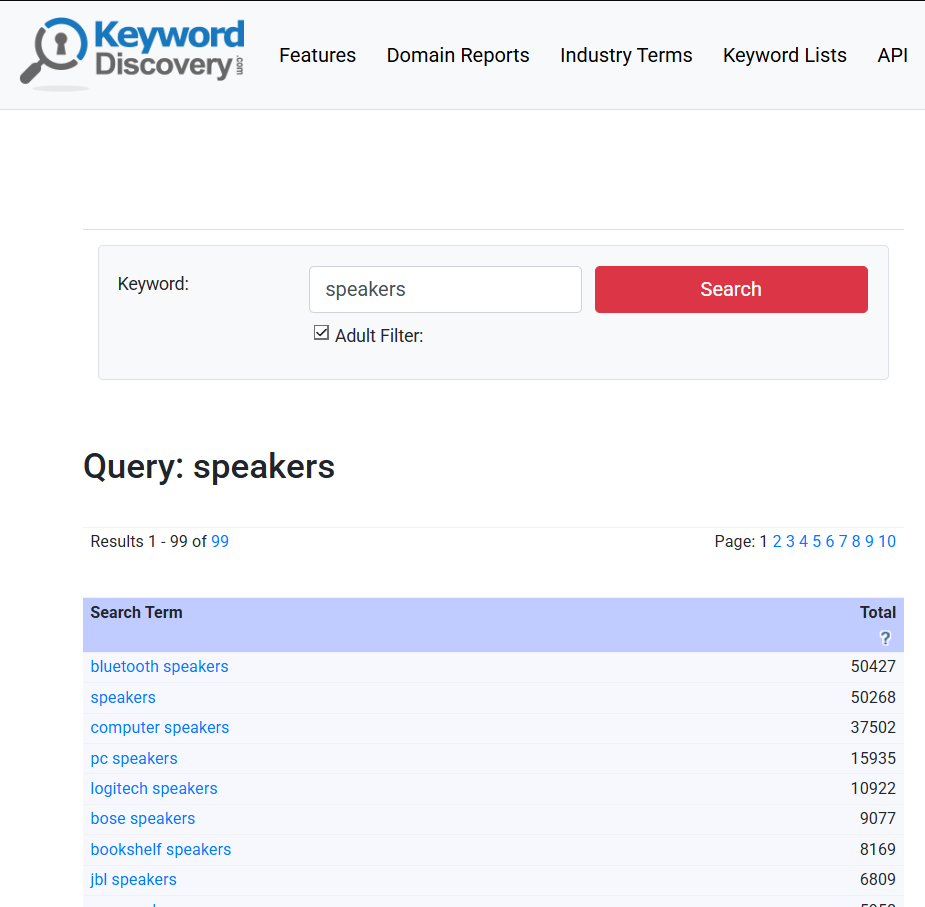 Keyword
Discovery.com
Features Domain Reports Industry Terms Keyword Lists API
Keyword: speakers Search
Adult Filter:
Query: speakers
Results 1 - 99 of 99 Page: 1 2 3 4 5 6 7 8 9 10
Search Term Total
?
bluetooth speakers 50427
speakers 50268
computer speakers 37502
pc speakers 15935
logitech speakers 10922
bose speakers 9077
bookshelf speakers 8169
jbl speakers 6809